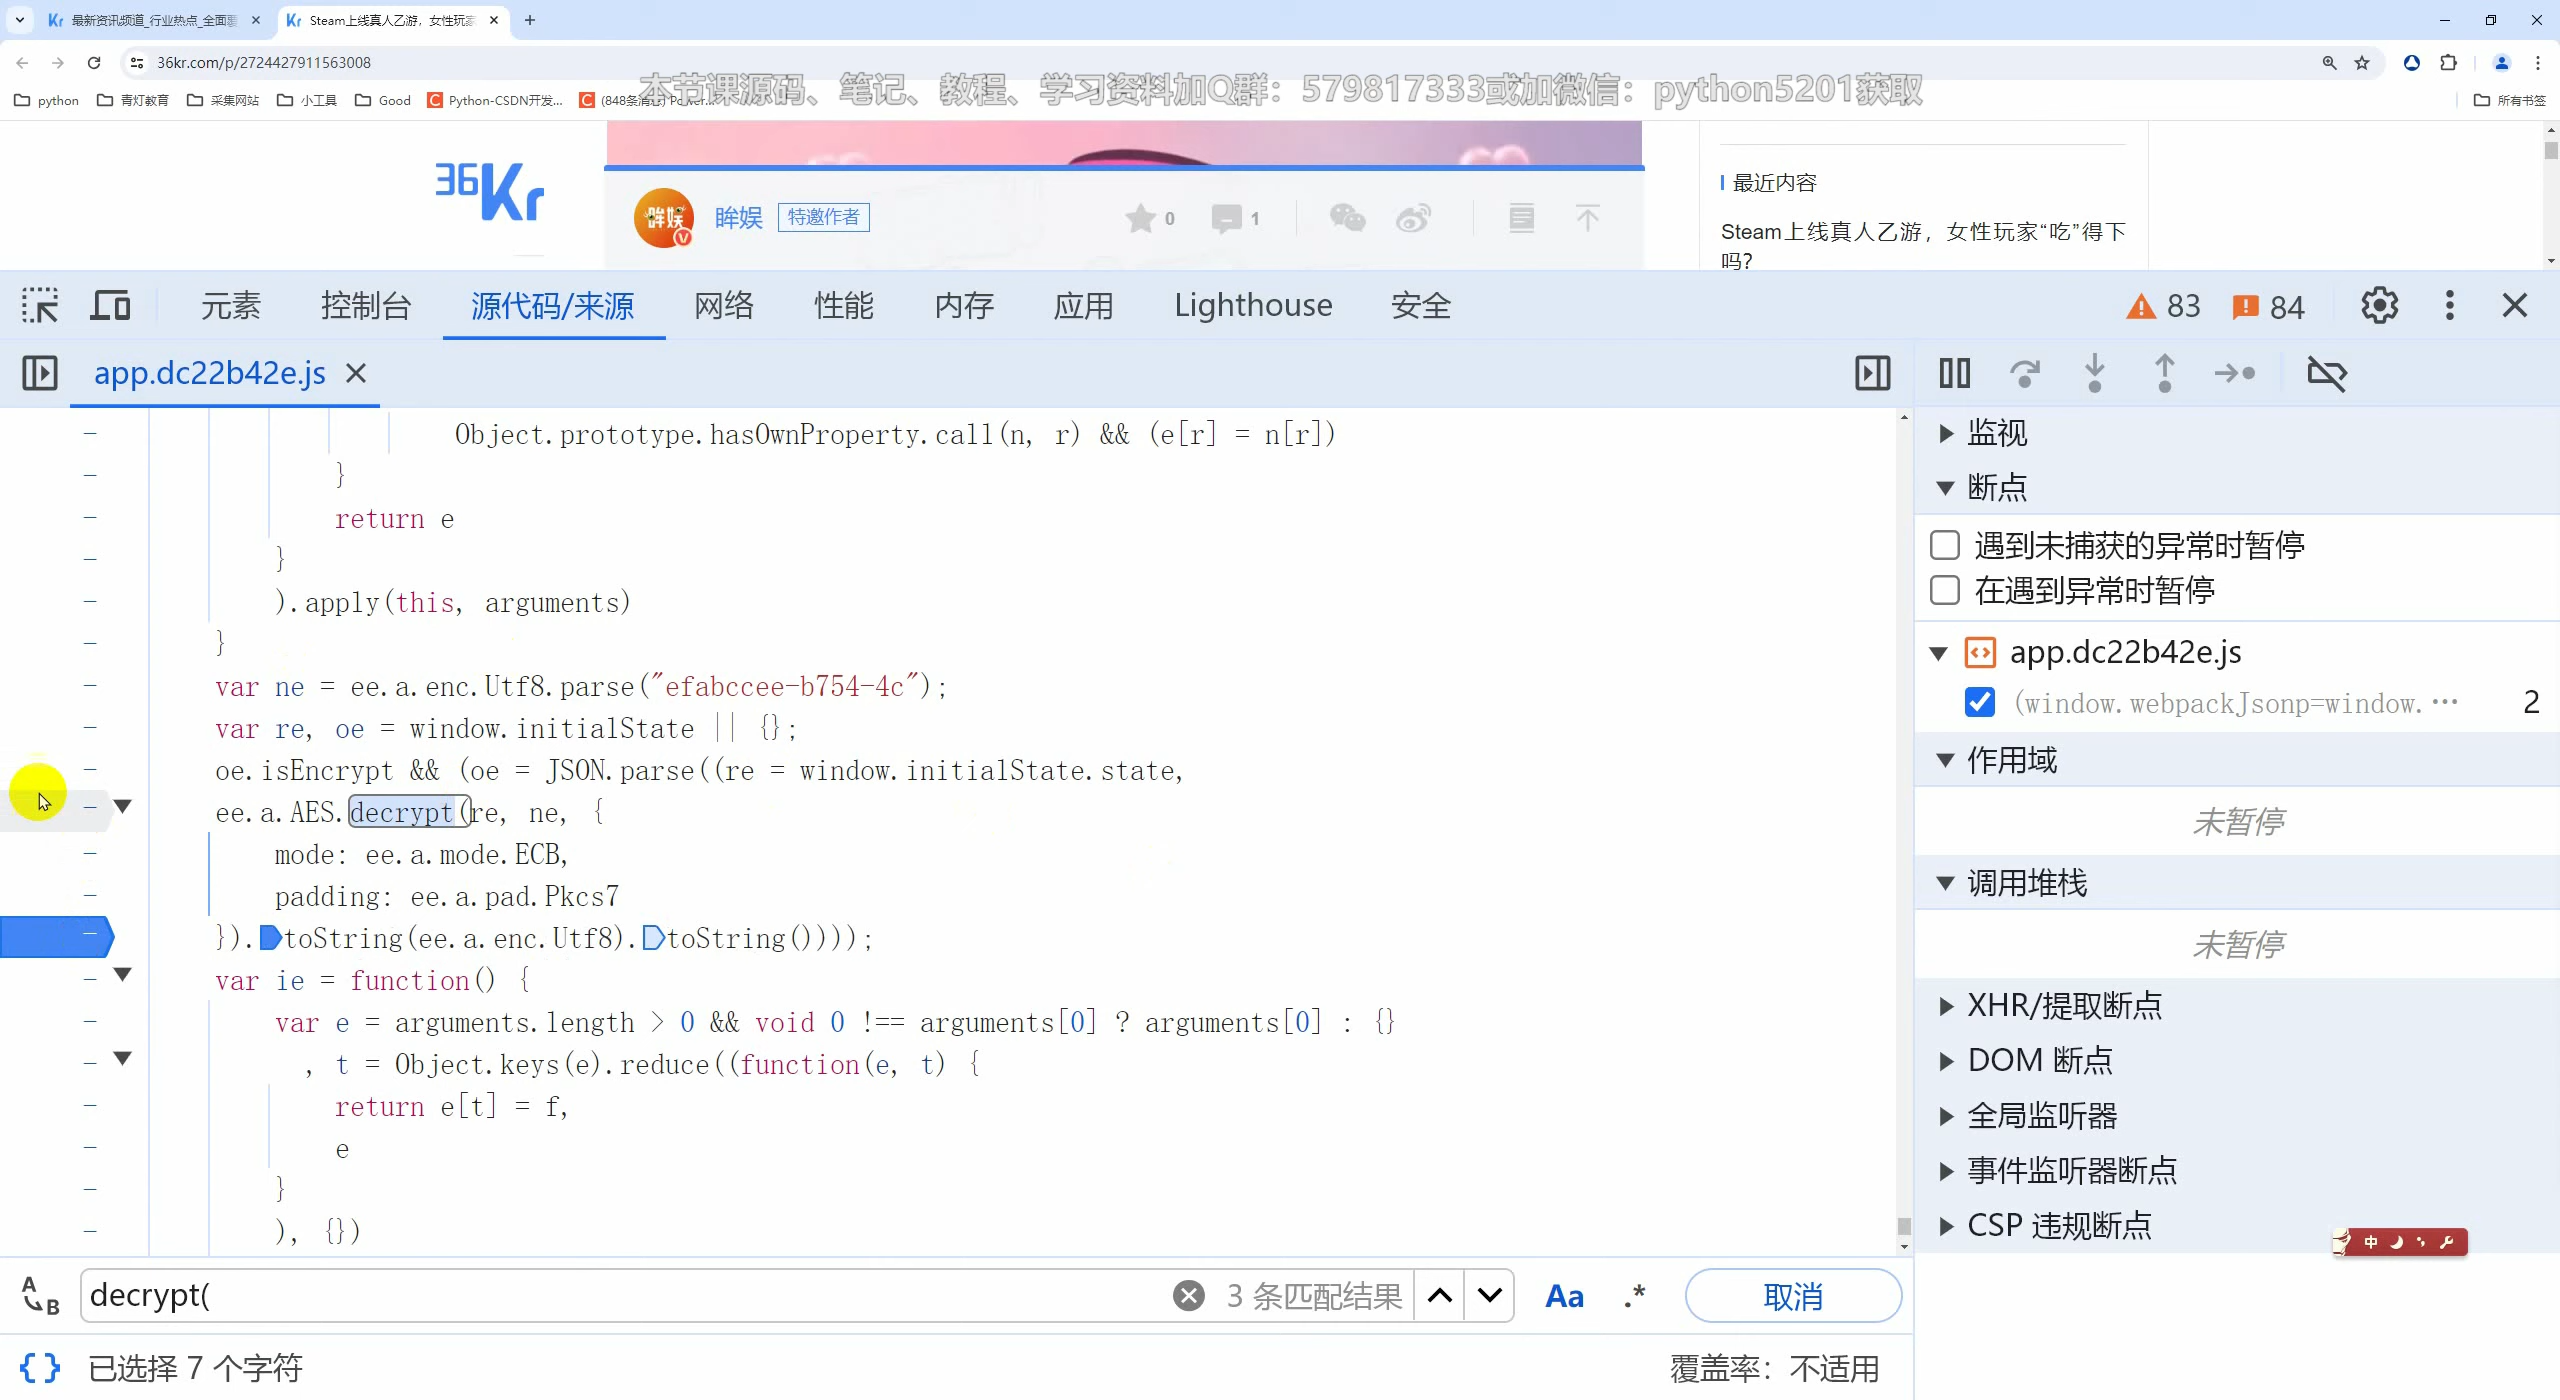 最新资讯频道_行业热点_全面覆
Steam上线真人乙游，女性玩家
36kr.com/p/2724427911563008
本节课源码、笔记、教程、学习资料加Q群：579817333或加微信：python5201获取
python
青灯教育
采集网站
小工具
Good
Python-CSDN开发...
所有书签
36Kr
眸娱
眸娱
特邀作者
0
1
最近内容
Steam上线真人乙游，女性玩家“吃”得下
吗?
元素
控制台
源代码/来源
网络
性能
内存
应用
Lighthouse
安全
83
84
app.dc22b42e.js
Object.prototype.hasOwnProperty.call(n, r) && (e[r] = n[r])
}
return e
}
).apply(this, arguments)
}
var ne = ee.a.enc.Utf8.parse("efabccee-b754-4c");
var re, oe = window.initialState || {};
oe.isEncrypt && (oe = JSON.parse((re = window.initialState.state,
ee.a.AES.decrypt(re, ne, {
mode: ee.a.mode.ECB,
padding: ee.a.pad.Pkcs7
}).toString(ee.a.enc.Utf8).toString())));
var ie = function() {
var e = arguments.length > 0 && void 0 !== arguments[0] ? arguments[0] : {}
, t = Object.keys(e).reduce((function(e, t) {
return e[t] = f,
e
}
), {})
监视
断点
遇到未捕获的异常时暂停
在遇到异常时暂停
app.dc22b42e.js
(window.webpackJsonp=window.…
2
作用域
未暂停
调用堆栈
未暂停
XHR/提取断点
DOM 断点
全局监听器
事件监听器断点
CSP 违规断点
中
A
B
decrypt(
3 条匹配结果
Aa
.*
取消
{}
已选择 7 个字符
覆盖率：不适用